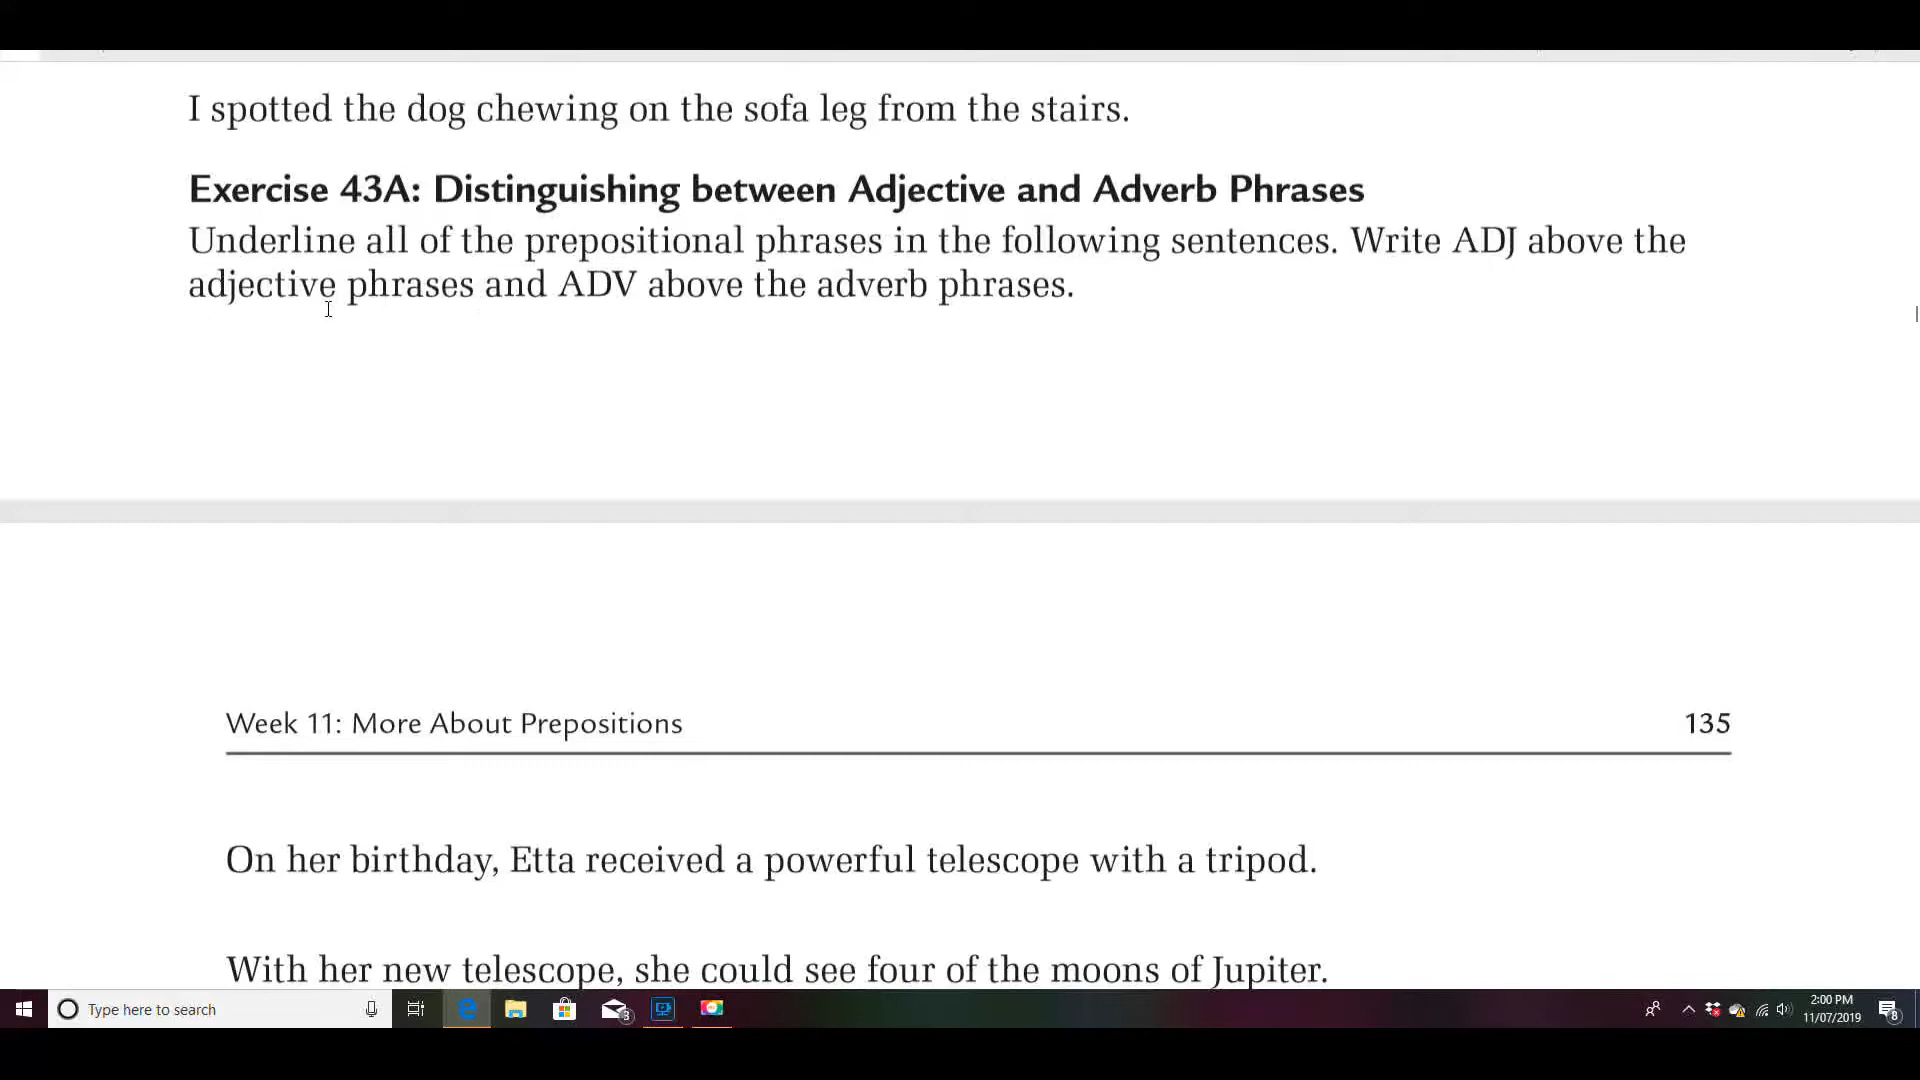 I spotted the dog chewing on the sofa leg from the stairs.
Exercise 43A: Distinguishing between Adjective and Adverb Phrases
Underline all of the prepositional phrases in the following sentences. Write ADJ above the
adjective phrases and ADV above the adverb phrases.
Week 11: More About Prepositions 135
On her birthday, Etta received a powerful telescope with a tripod.
With her new telescope, she could see four of the moons of Jupiter.
Type here to search
3
2:00 PM
11/07/2019
8